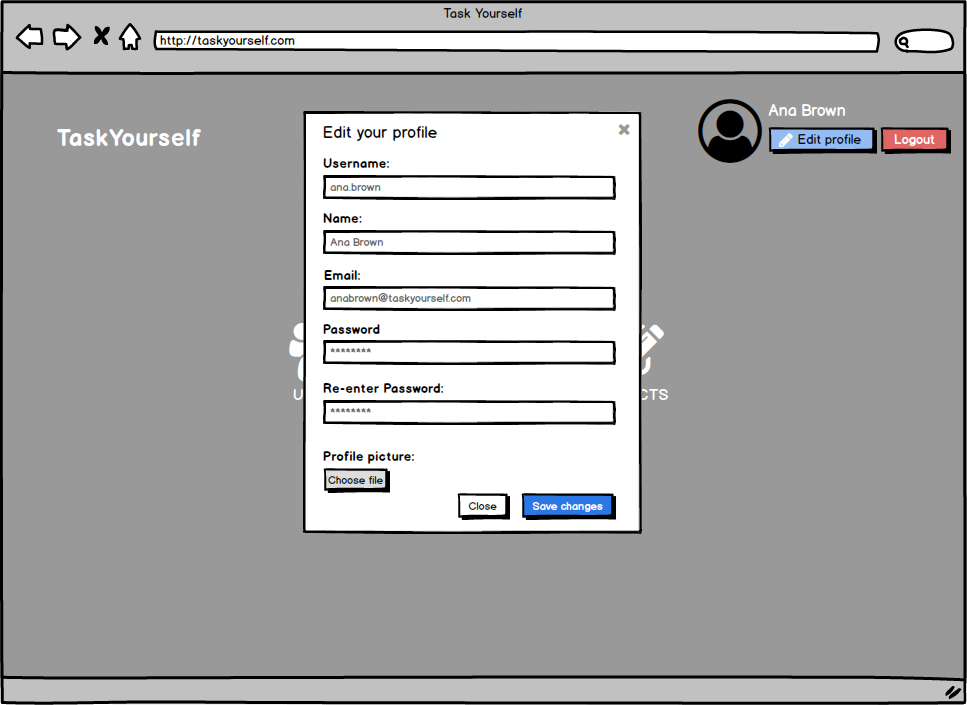 Task Yourself
http://taskyourself.com
TaskYourself
Ana Brown
Edit profile
Logout
Edit your profile
Username:
ana.brown
Name:
Ana Brown
Email:
anabrown@taskyourself.com
Password
********
Re-enter Password:
********
Profile picture:
Choose file
Close
Save changes
U
CTS